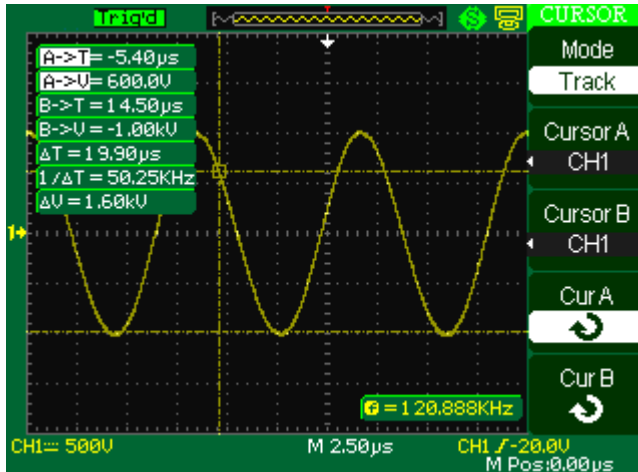 Trig'd
CURSOR
Mode
Track
Cursor A
CH1
Cursor B
CH1
Cur A
Cur B
A->T= -5.40µs
A->V= 600.0V
B->T= 14.50µs
B->V= -1.00kV
ΔT= 19.90µs
1/ΔT= 50.25KHz
ΔV= 1.60kV
1
f = 120.888KHz
CH1 500V
M 2.50µs
CH1 -20.0V
M Pos:0.00µs